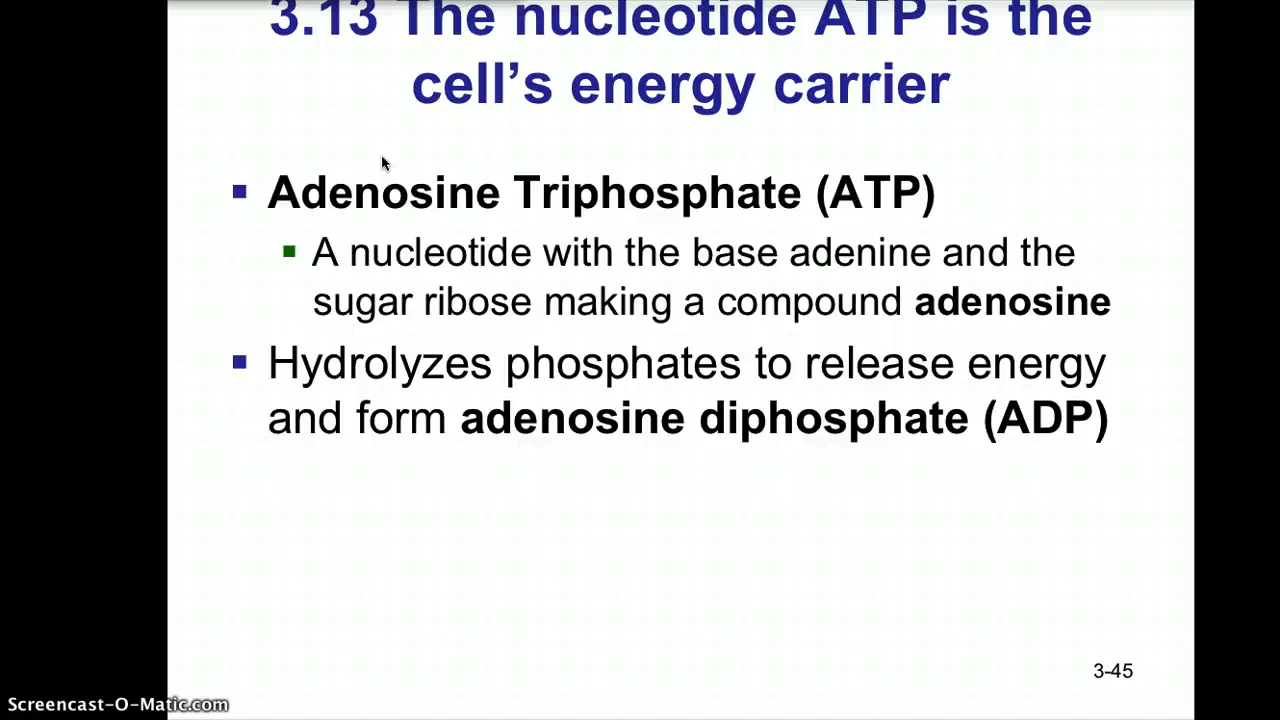 3.13 The nucleotide ATP is the
cell’s energy carrier
Adenosine Triphosphate (ATP)
A nucleotide with the base adenine and the
sugar ribose making a compound adenosine
Hydrolyzes phosphates to release energy
and form adenosine diphosphate (ADP)
3-45
Screencast-O-Matic.com